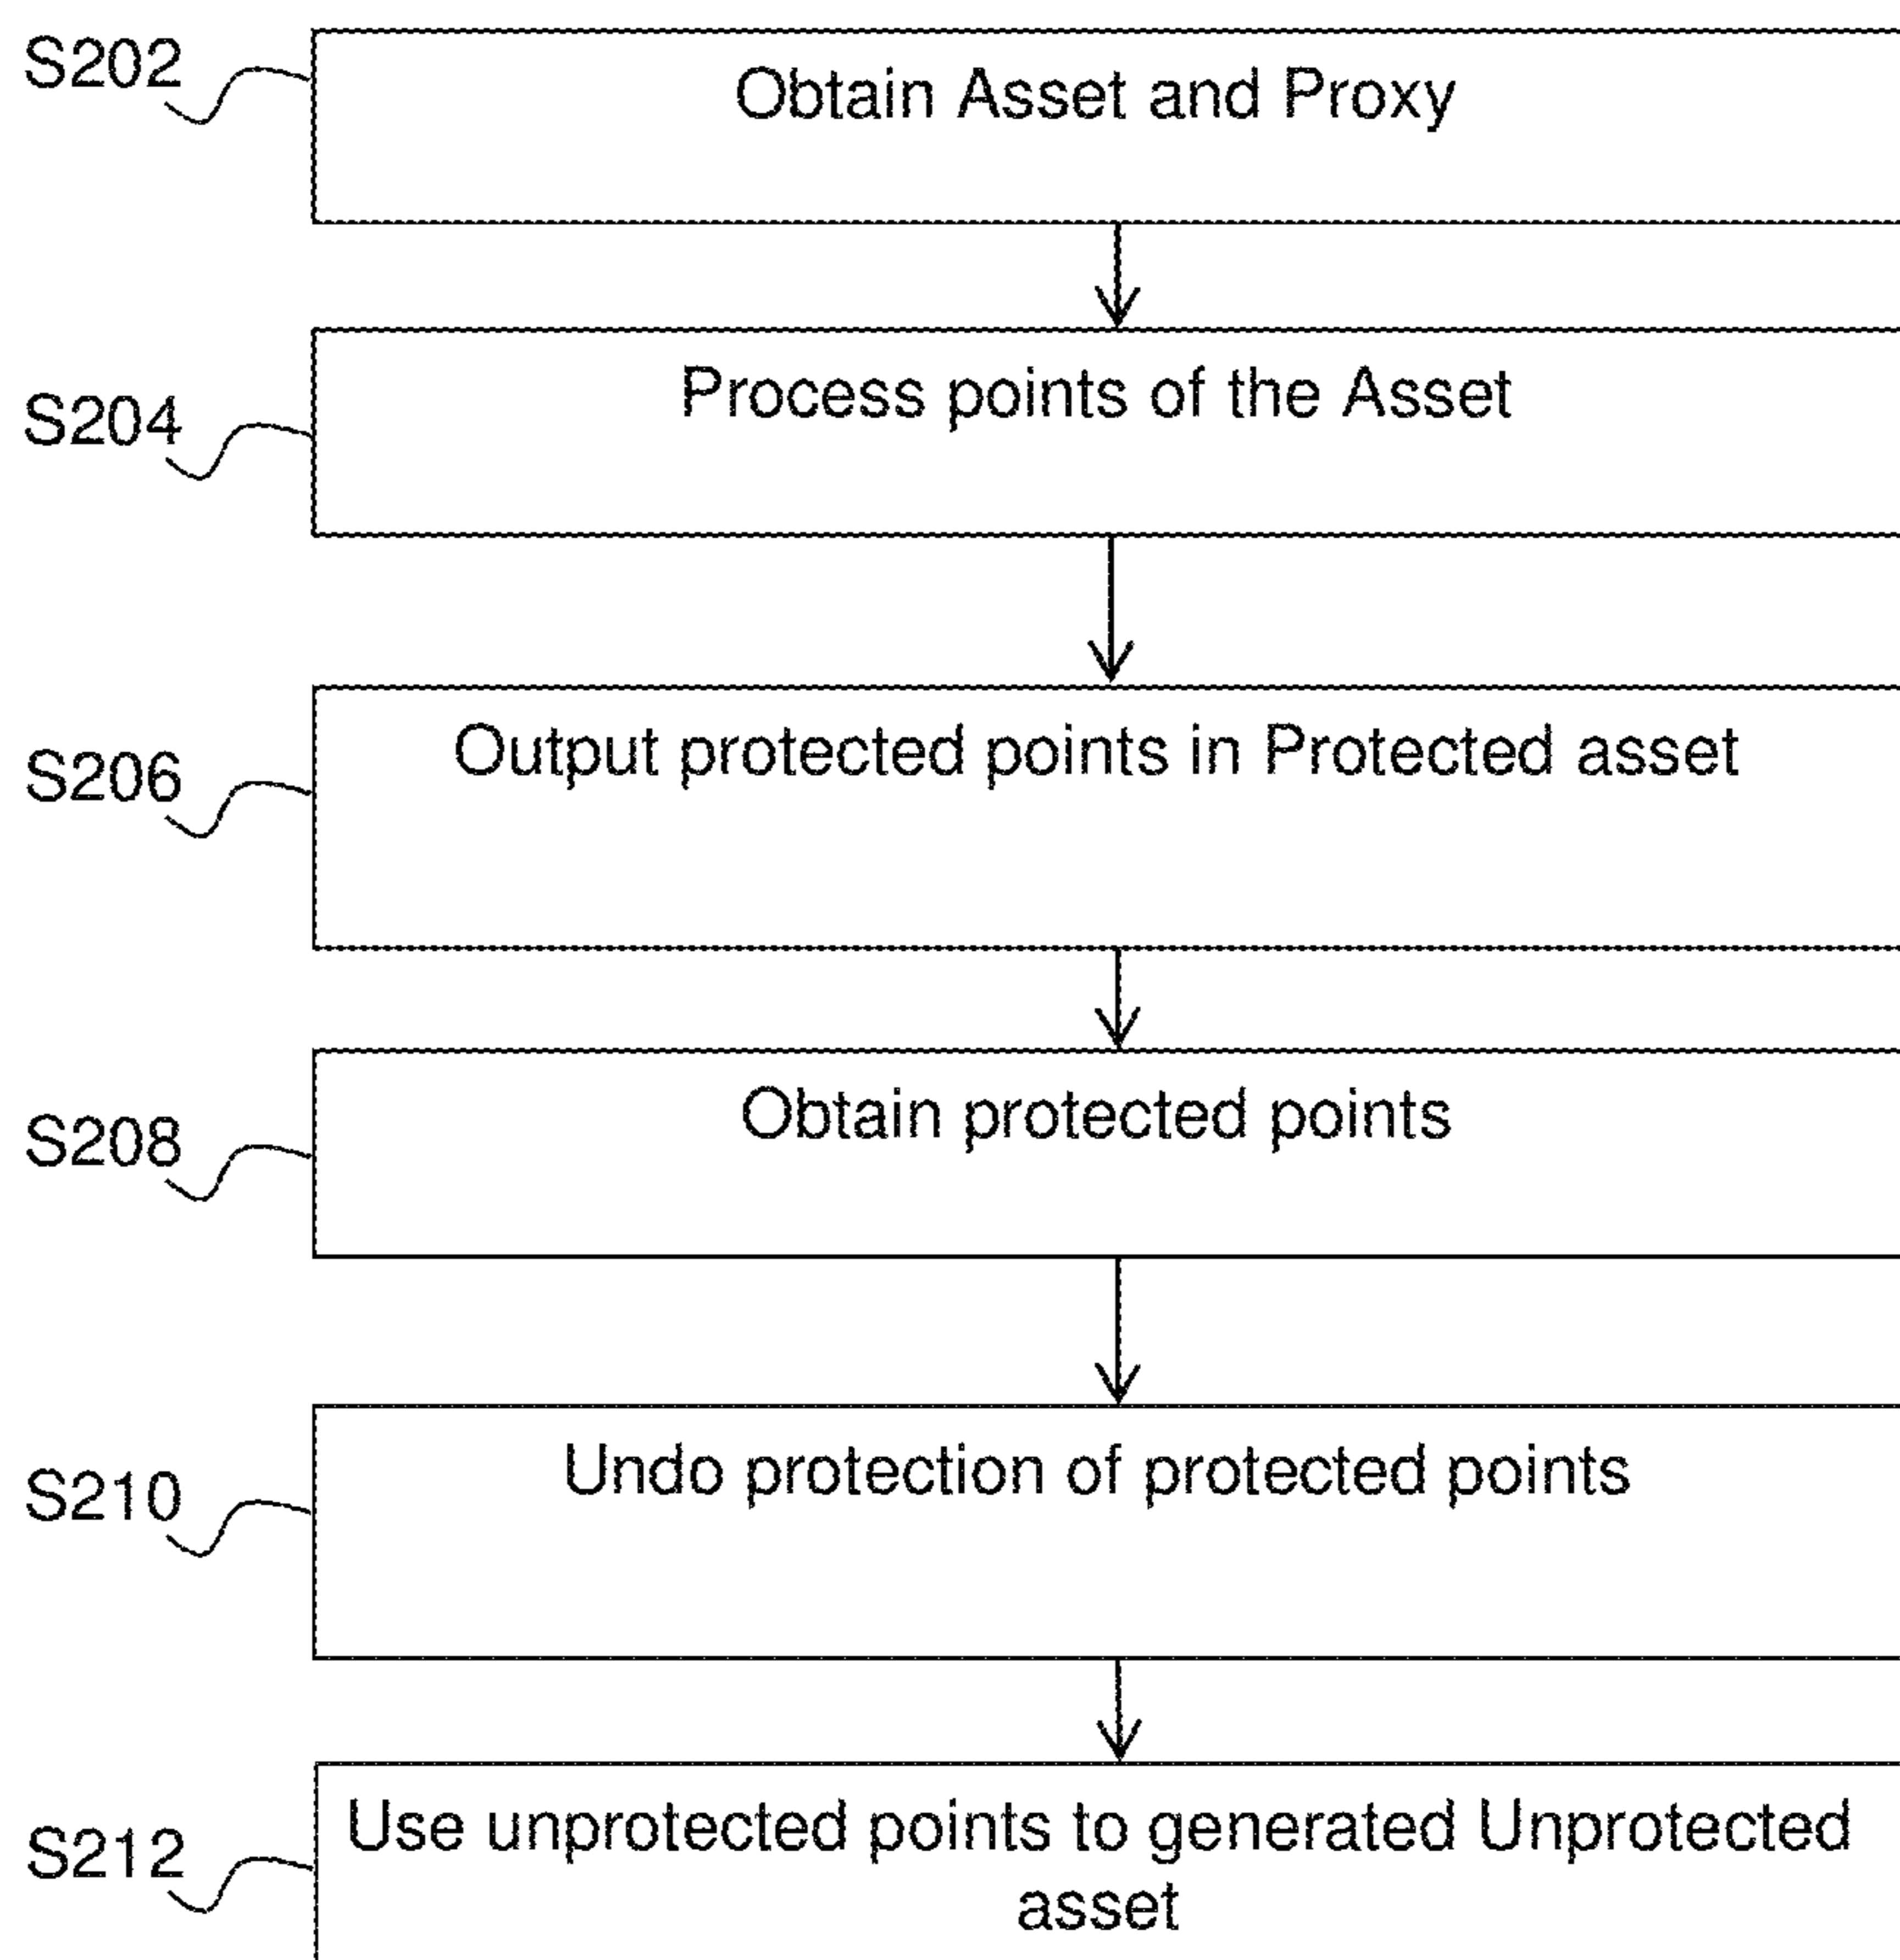 S202
Obtain Asset and Proxy
S204
Process points of the Asset
S206
Output protected points in Protected asset
S208
Obtain protected points
S210
Undo protection of protected points
S212
Use unprotected points to generated Unprotected
asset